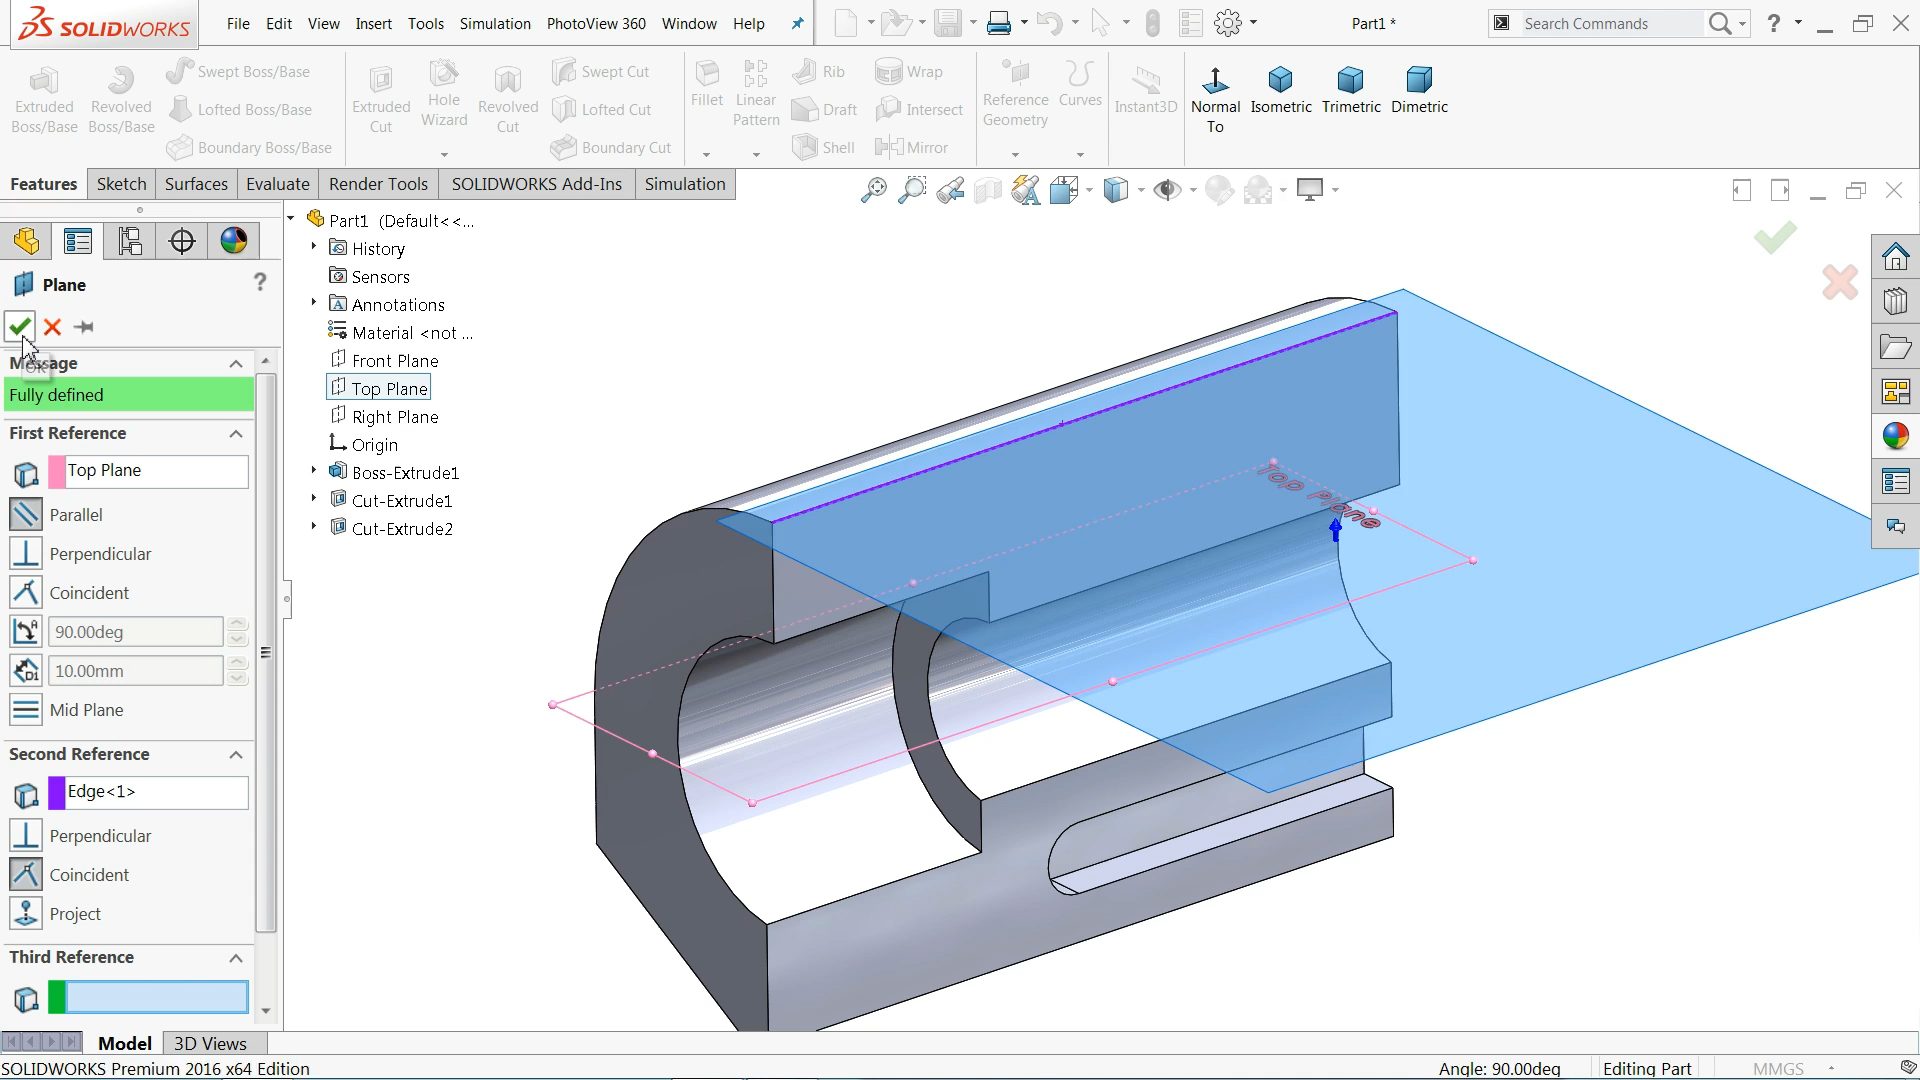 SOLIDWORKS File Edit View Insert Tools Simulation PhotoView 360 Window Help Part1 * Search Commands ?
Extruded Boss/Base
Revolved Boss/Base
Swept Boss/Base
Lofted Boss/Base
Boundary Boss/Base
Extruded Cut
Hole Wizard
Revolved Cut
Swept Cut
Lofted Cut
Boundary Cut
Fillet
Linear Pattern
Rib
Draft
Shell
Wrap
Intersect
Mirror
Reference Geometry
Curves
Instant3D
Normal To
Isometric
Trimetric
Dimetric
Features Sketch Surfaces Evaluate Render Tools SOLIDWORKS Add-Ins Simulation
Plane ?
Message
Fully defined
First Reference
Top Plane
Parallel
Perpendicular
Coincident
90.00deg
10.00mm
Mid Plane
Second Reference
Edge<1>
Perpendicular
Coincident
Project
Third Reference
Part1 (Default<<...
History
Sensors
Annotations
Material <not ...
Front Plane
Top Plane
Right Plane
Origin
Boss-Extrude1
Cut-Extrude1
Cut-Extrude2
Top Plane
Model 3D Views
SOLIDWORKS Premium 2016 x64 Edition Angle: 90.00deg Editing Part MMGS